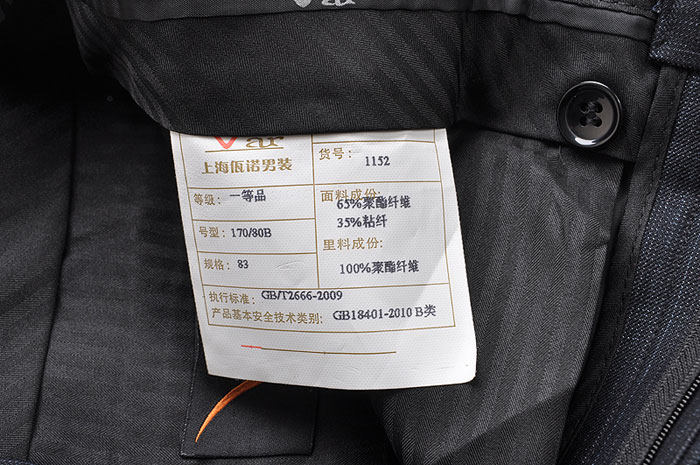 ar
上海佤诺男装
货号: 1152
等级: 一等品
面料成份:
65%聚酯纤维
35%粘纤
号型: 170/80B
里料成份:
规格: 83
100%聚酯纤维
执行标准: GB/T2666-2009
产品基本安全技术类别: GB18401-2010 B类